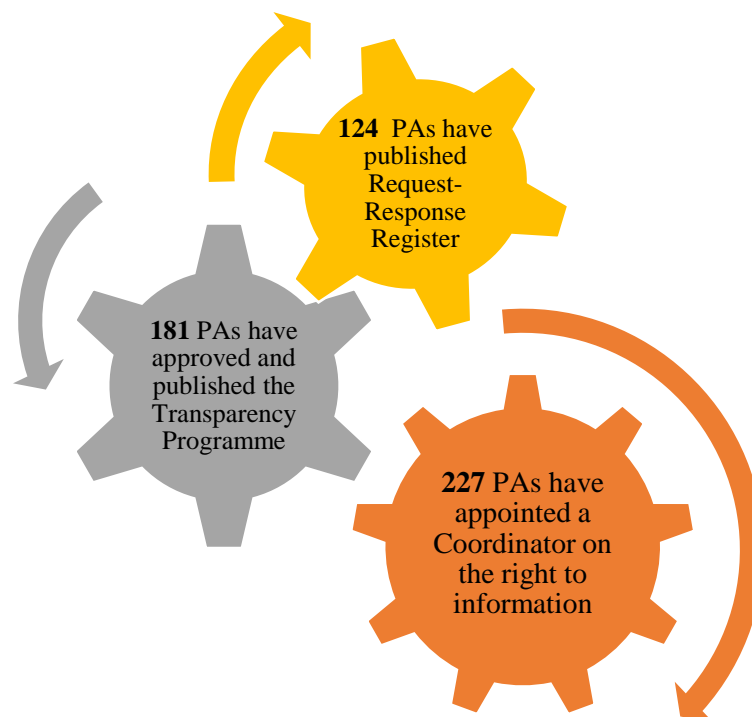 124 PAs have
published
Request-
Response
Register
181 PAs have
approved and
published the
Transparency
Programme
227 PAs have
appointed a
Coordinator on
the right to
information